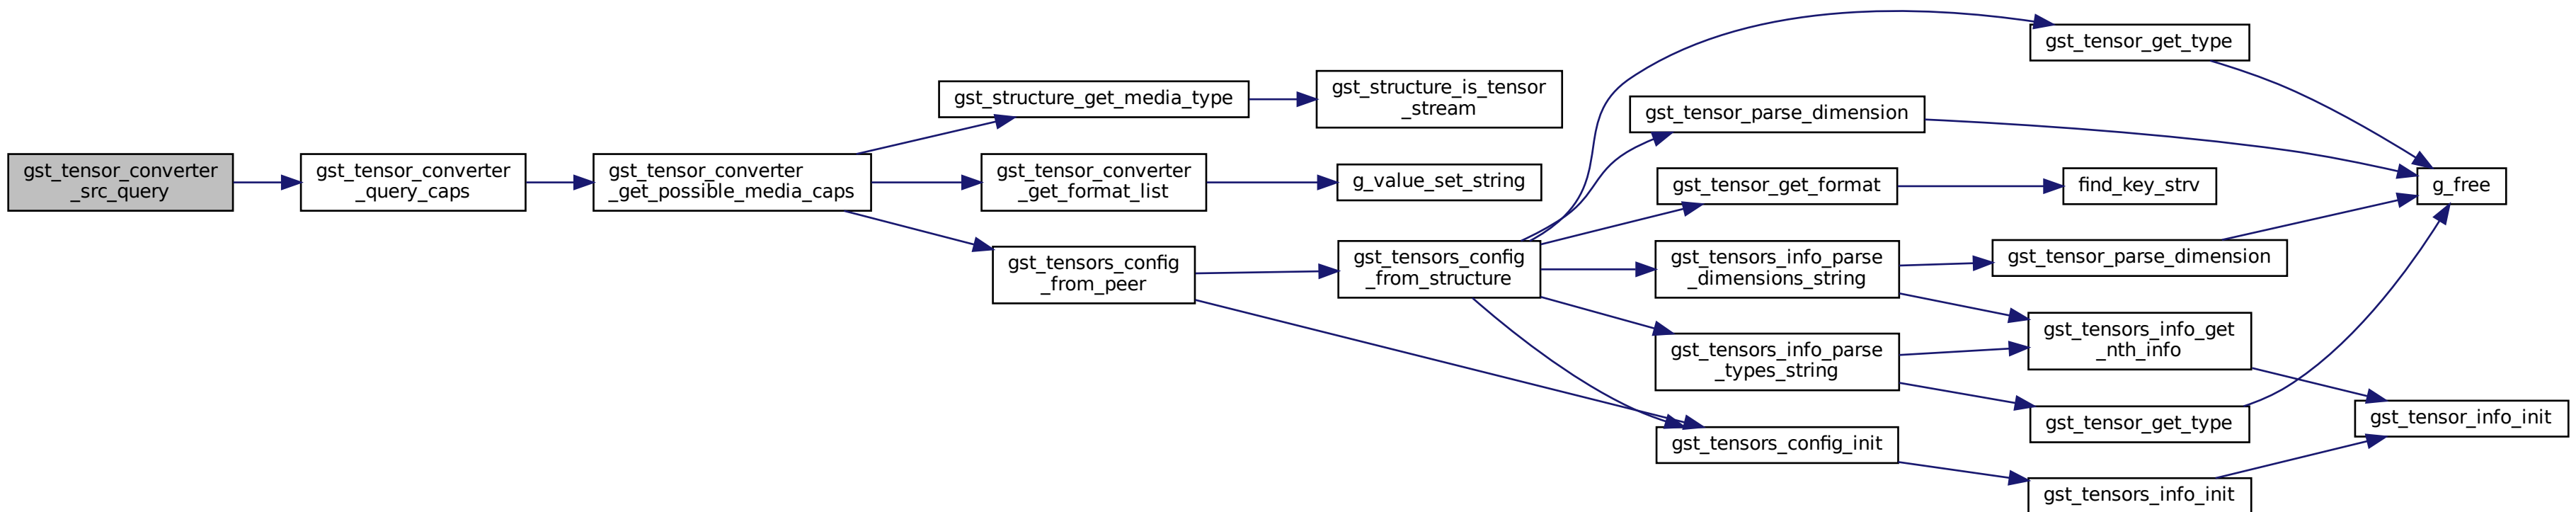 gst_tensor_converter
_src_query
gst_tensor_converter
_query_caps
gst_tensor_converter
_get_possible_media_caps
gst_structure_get_media_type
gst_structure_is_tensor
_stream
gst_tensor_converter
_get_format_list
g_value_set_string
gst_tensors_config
_from_peer
gst_tensors_config
_from_structure
gst_tensor_get_type
gst_tensor_parse_dimension
gst_tensor_get_format
find_key_strv
g_free
gst_tensors_info_parse
_dimensions_string
gst_tensor_parse_dimension
gst_tensors_info_get
_nth_info
gst_tensors_info_parse
_types_string
gst_tensor_get_type
gst_tensor_info_init
gst_tensors_config_init
gst_tensors_info_init